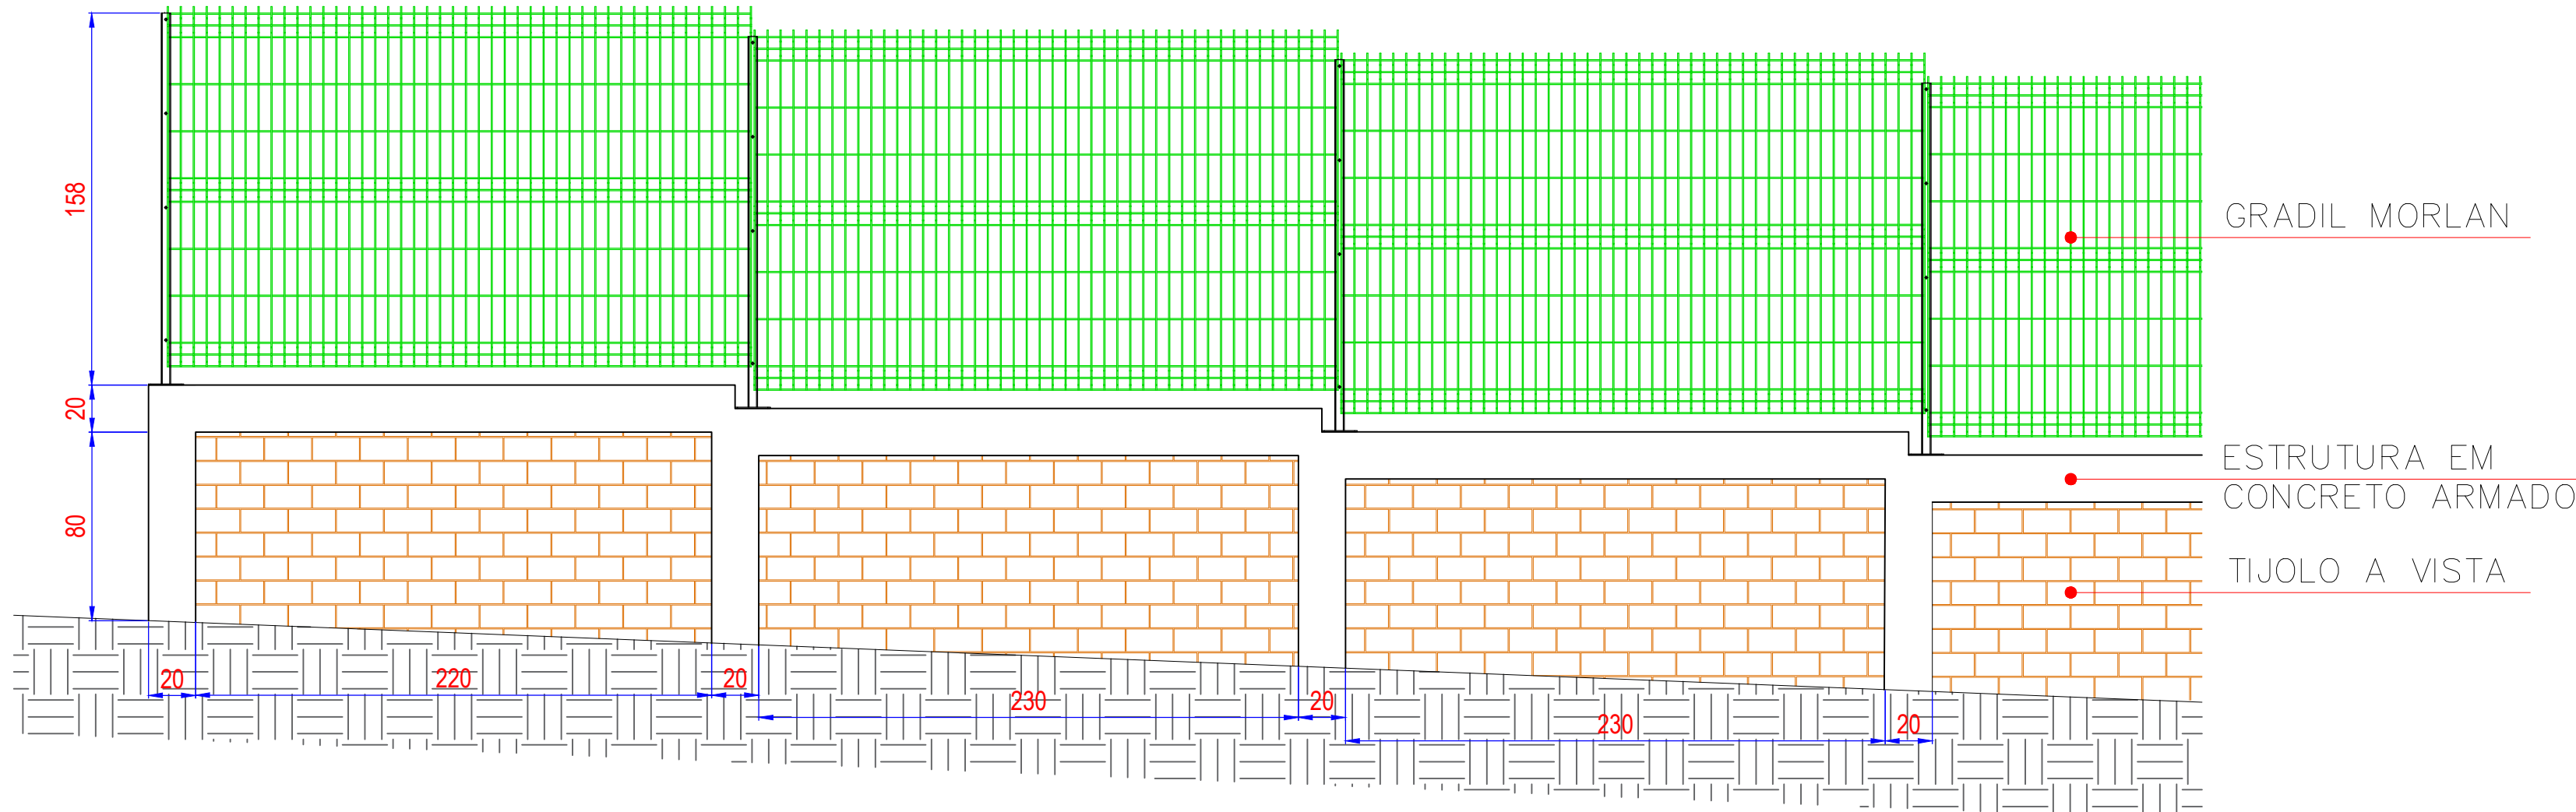 158
GRADIL MORLAN
20
ESTRUTURA EM
CONCRETO ARMADO
80
TIJOLO A VISTA
20
220
20
230
20
230
20